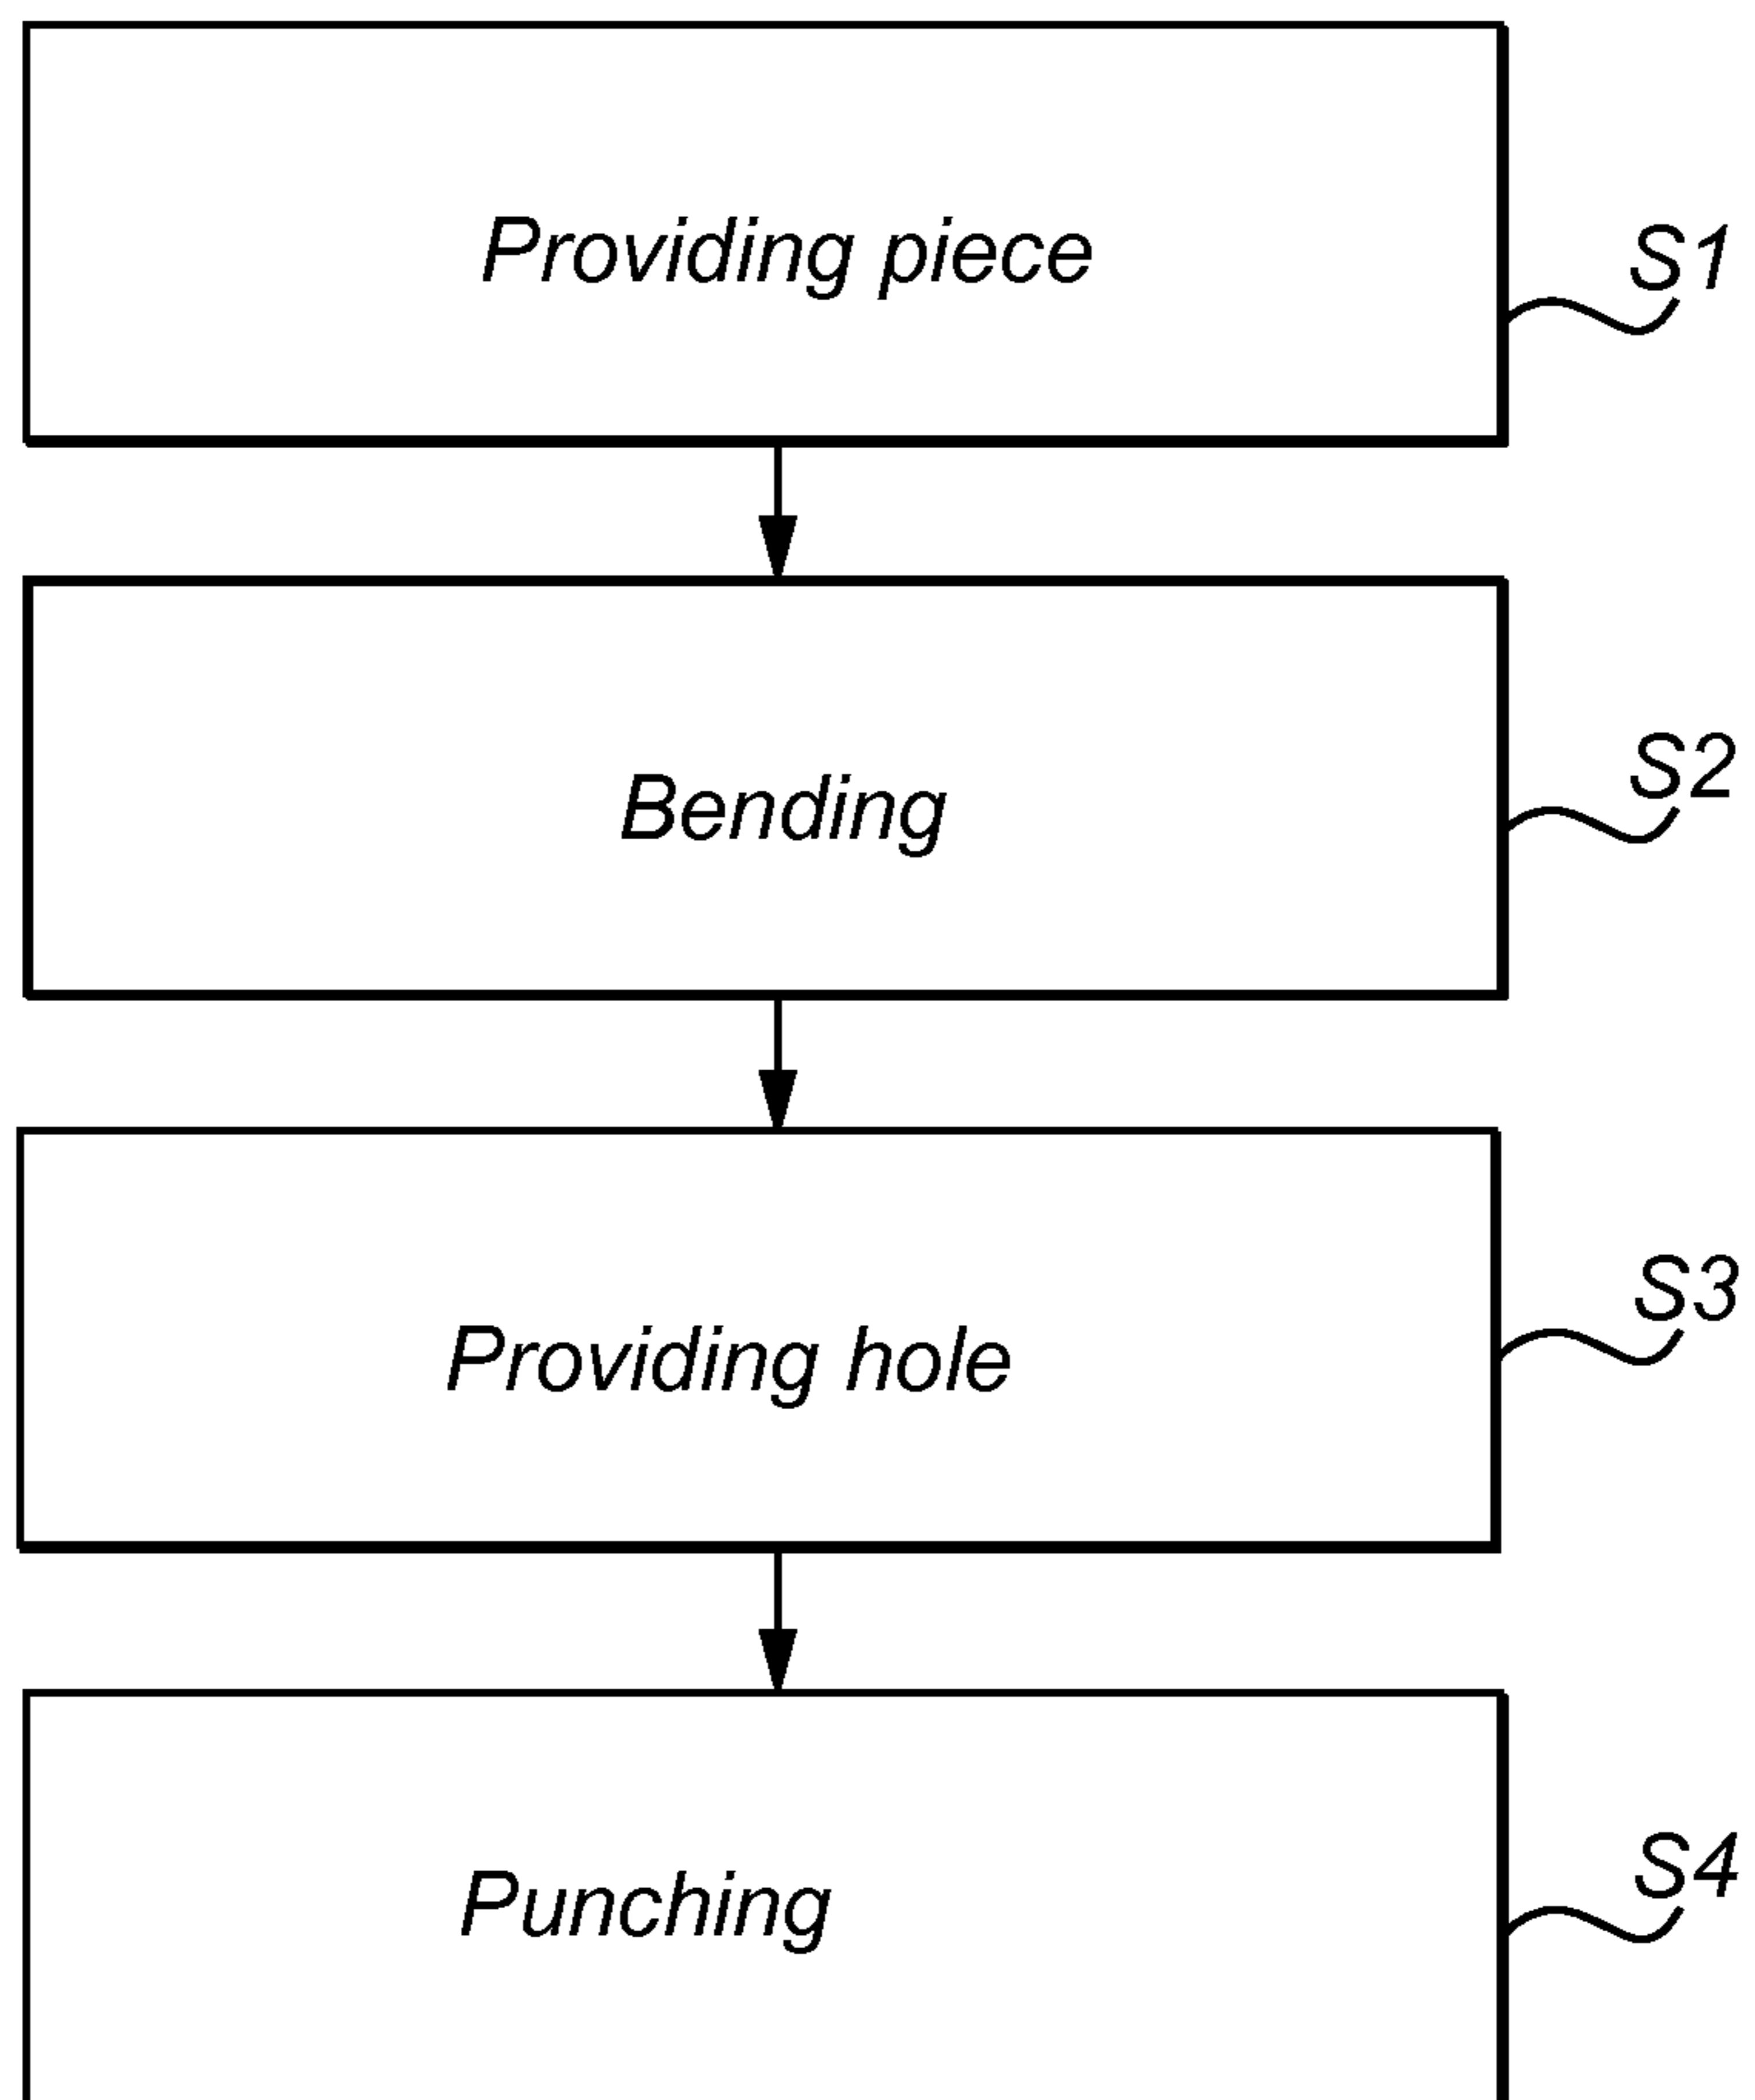 Providing piece
S1
Bending
S2
Providing hole
S3
Punching
S4